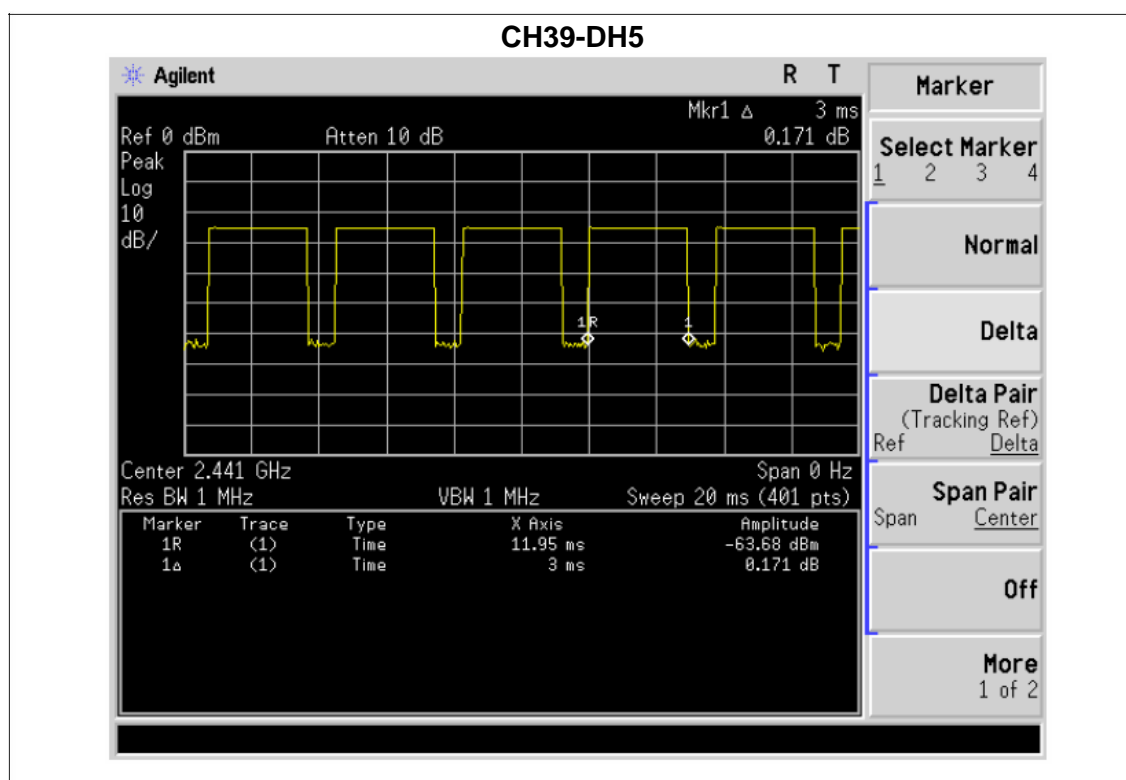 CH39-DH5
Agilent
R T
Mkr1 Δ 3 ms
Ref 0 dBm Atten 10 dB 0.171 dB
Peak
Log
10
dB/
1R
1
Center 2.441 GHz Span 0 Hz
Res BW 1 MHz VBW 1 MHz Sweep 20 ms (401 pts)
Marker Trace Type X Axis Amplitude
1R (1) Time 11.95 ms -63.68 dBm
1Δ (1) Time 3 ms 0.171 dB
Marker
Select Marker
1 2 3 4
Normal
Delta
Delta Pair
(Tracking Ref)
Ref Delta
Span Pair
Span Center
Off
More
1 of 2